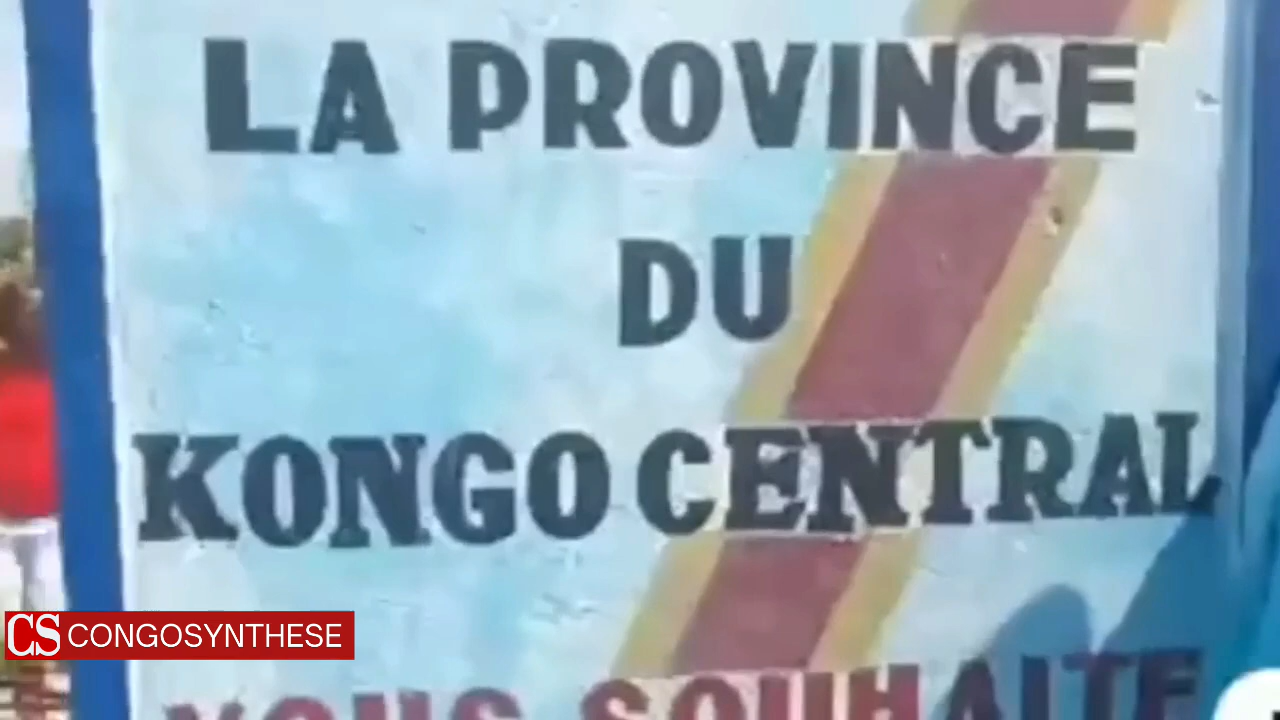 LA PROVINCE
DU
KONGO CENTRAL
CS CONGOSYNTHESE
VOUS SOUHAITE